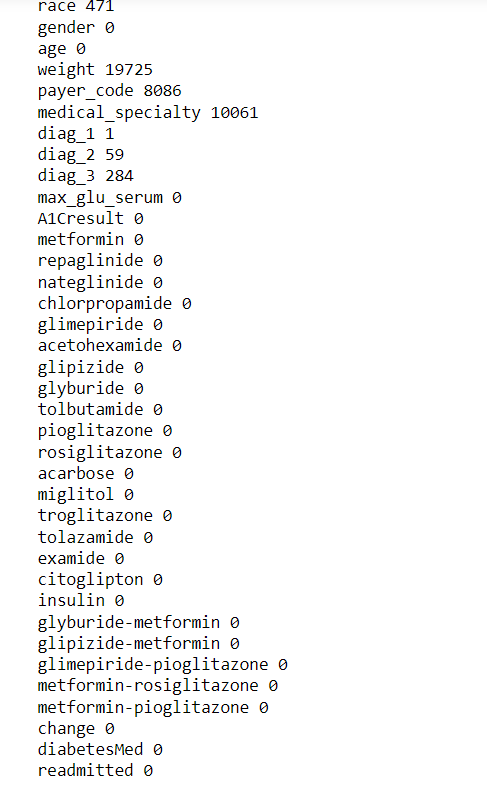 race 471
gender 0
age 0
weight 19725
payer_code 8086
medical_specialty 10061
diag_1 1
diag_2 59
diag_3 284
max_glu_serum 0
A1Cresult 0
metformin 0
repaglinide 0
nateglinide 0
chlorpropamide 0
glimepiride 0
acetohexamide 0
glipizide 0
glyburide 0
tolbutamide 0
pioglitazone 0
rosiglitazone 0
acarbose 0
miglitol 0
troglitazone 0
tolazamide 0
examide 0
citoglipton 0
insulin 0
glyburide-metformin 0
glipizide-metformin 0
glimepiride-pioglitazone 0
metformin-rosiglitazone 0
metformin-pioglitazone 0
change 0
diabetesMed 0
readmitted 0